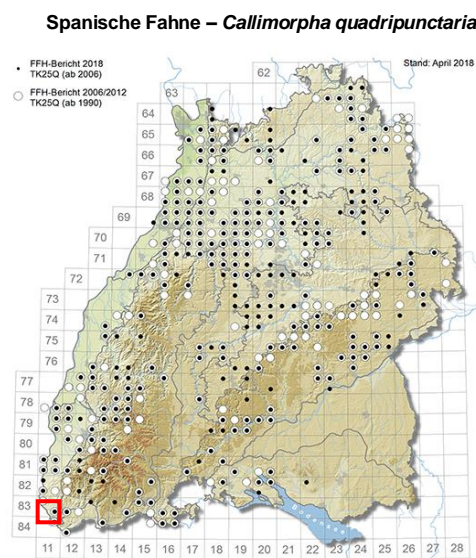 Spanische Fahne – Callimorpha quadripunctaria
FFH-Bericht 2018
TK25Q (ab 2006)
FFH-Bericht 2006/2012
TK25Q (ab 1990)
Stand: April 2018
62
63
64
65
66
67
68
69
70
71
72
73
74
75
76
77
78
79
80
81
82
83
84
Bodensee
11 12 13 14 15 16 17 18 19 20 21 22 23 24 25 26 27 28